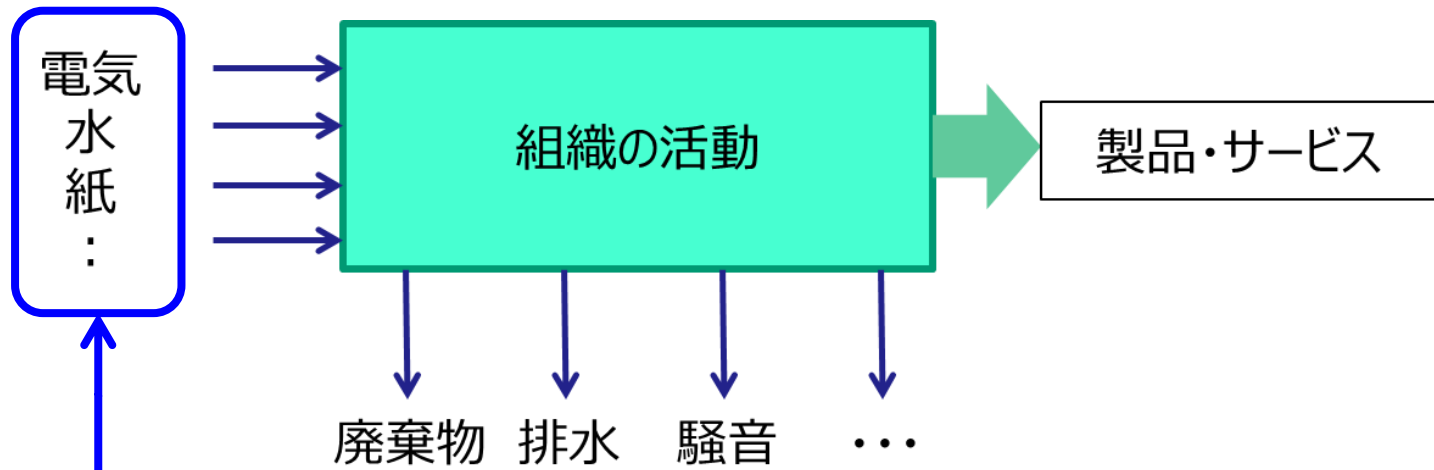 電気
水
紙
：
組織の活動
製品・サービス
廃棄物 排水 騒音 ・・・